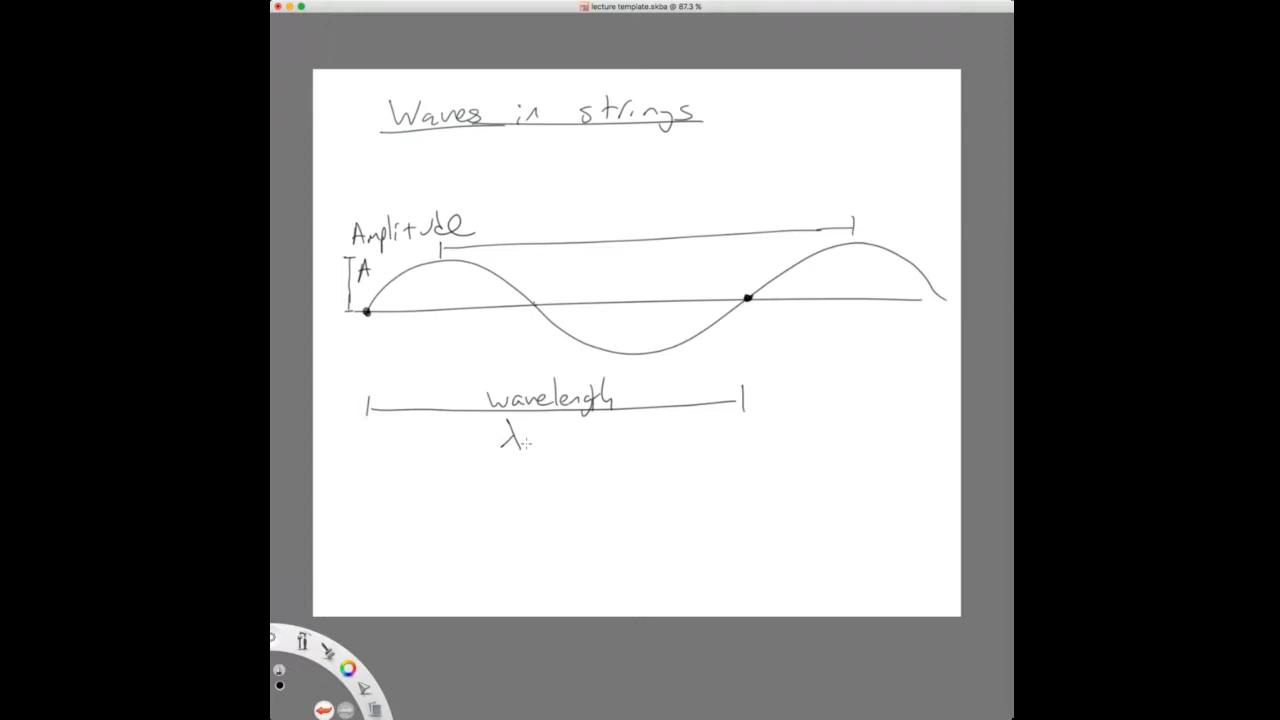 lecture template.skba @ 87.3 %
Waves in strings
Amplitude
A
wavelength
λ